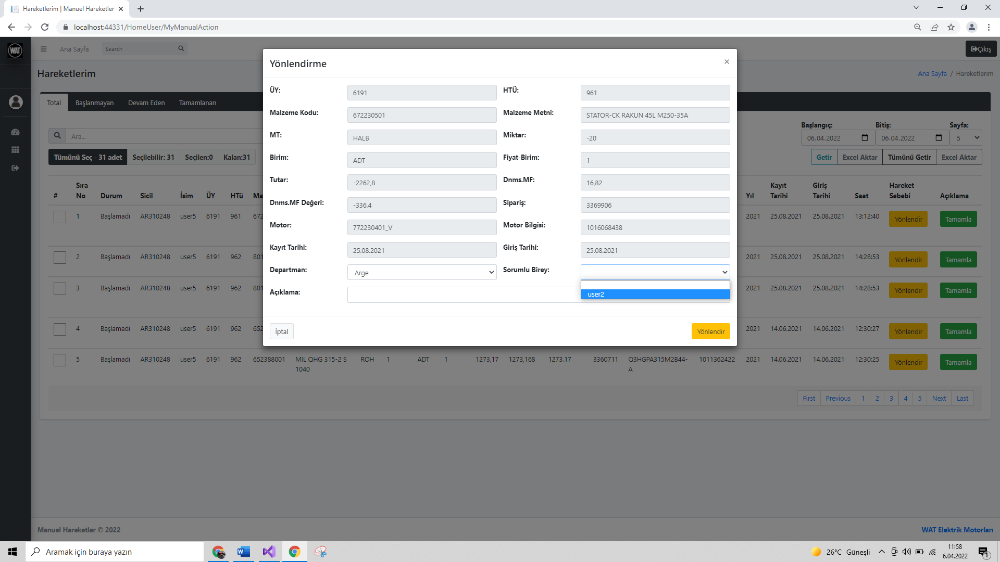 Hareketlerim | Manuel Hareketler
localhost:44331/HomeUser/MyManualAction
WAT
Ana Sayfa
Search
Çıkış
Hareketlerim
Ana Sayfa / Hareketlerim
Total Başlanmayan Devam Eden Tamamlanan
Ara...
Başlangıç: Bitiş: Sayfa:
06.04.2022 06.04.2022 5
Tümünü Seç - 31 adet Seçilebilir: 31 Seçilen:0 Kalan:31
Getir Excel Aktar Tümünü Getir Excel Aktar
# Sıra No Durum Sicil İsim ÜY HTü Ma Yıl Kayıt Tarihi Giriş Tarihi Saat Hareket Sebebi Açıklama
1 Başlamadı AR310248 user5 6191 961 672 2021 25.08.2021 25.08.2021 13:12:40 Yönlendir Tamamla
2 Başlamadı AR310248 user5 6191 962 801 2021 25.08.2021 25.08.2021 14:28:53 Yönlendir Tamamla
3 Başlamadı AR310248 user5 6191 962 801 2021 25.08.2021 25.08.2021 14:28:53 Yönlendir Tamamla
4 Başlamadı AR310248 user5 6191 962 652 2021 14.06.2021 14.06.2021 12:30:27 Yönlendir Tamamla
5 Başlamadı AR310248 user5 6191 962 652388001 MIL QHG 315-2 S ROH 1 ADT 1 1273,17 1273,168 1273.17 3360711 Q3HGPA315M2B44- 1011362422 2021 14.06.2021 14.06.2021 12:30:25 Yönlendir Tamamla
1040 A
First Previous 1 2 3 4 5 Next Last
Yönlendirme
×
ÜY: 6191 HTÜ: 961
Malzeme Kodu: 672230501 Malzeme Metni: STATOR-CK RAKUN 45L M250-35A
MT: HALB Miktar: -20
Birim: ADT Fiyat-Birim: 1
Tutar: -2262,8 Dnms.MF: 16,82
Dnms.MF Değeri: -336.4 Sipariş: 3369906
Motor: 772230401_V Motor Bilgisi: 1016068438
Kayıt Tarihi: 25.08.2021 Giriş Tarihi: 25.08.2021
Departman: Arge Sorumlu Birey:
user2
Açıklama:
İptal Yönlendir
Manuel Hareketler © 2022
WAT Elektrik Motorları
Aramak için buraya yazın
26°C Güneşli
11:58
6.04.2022
1